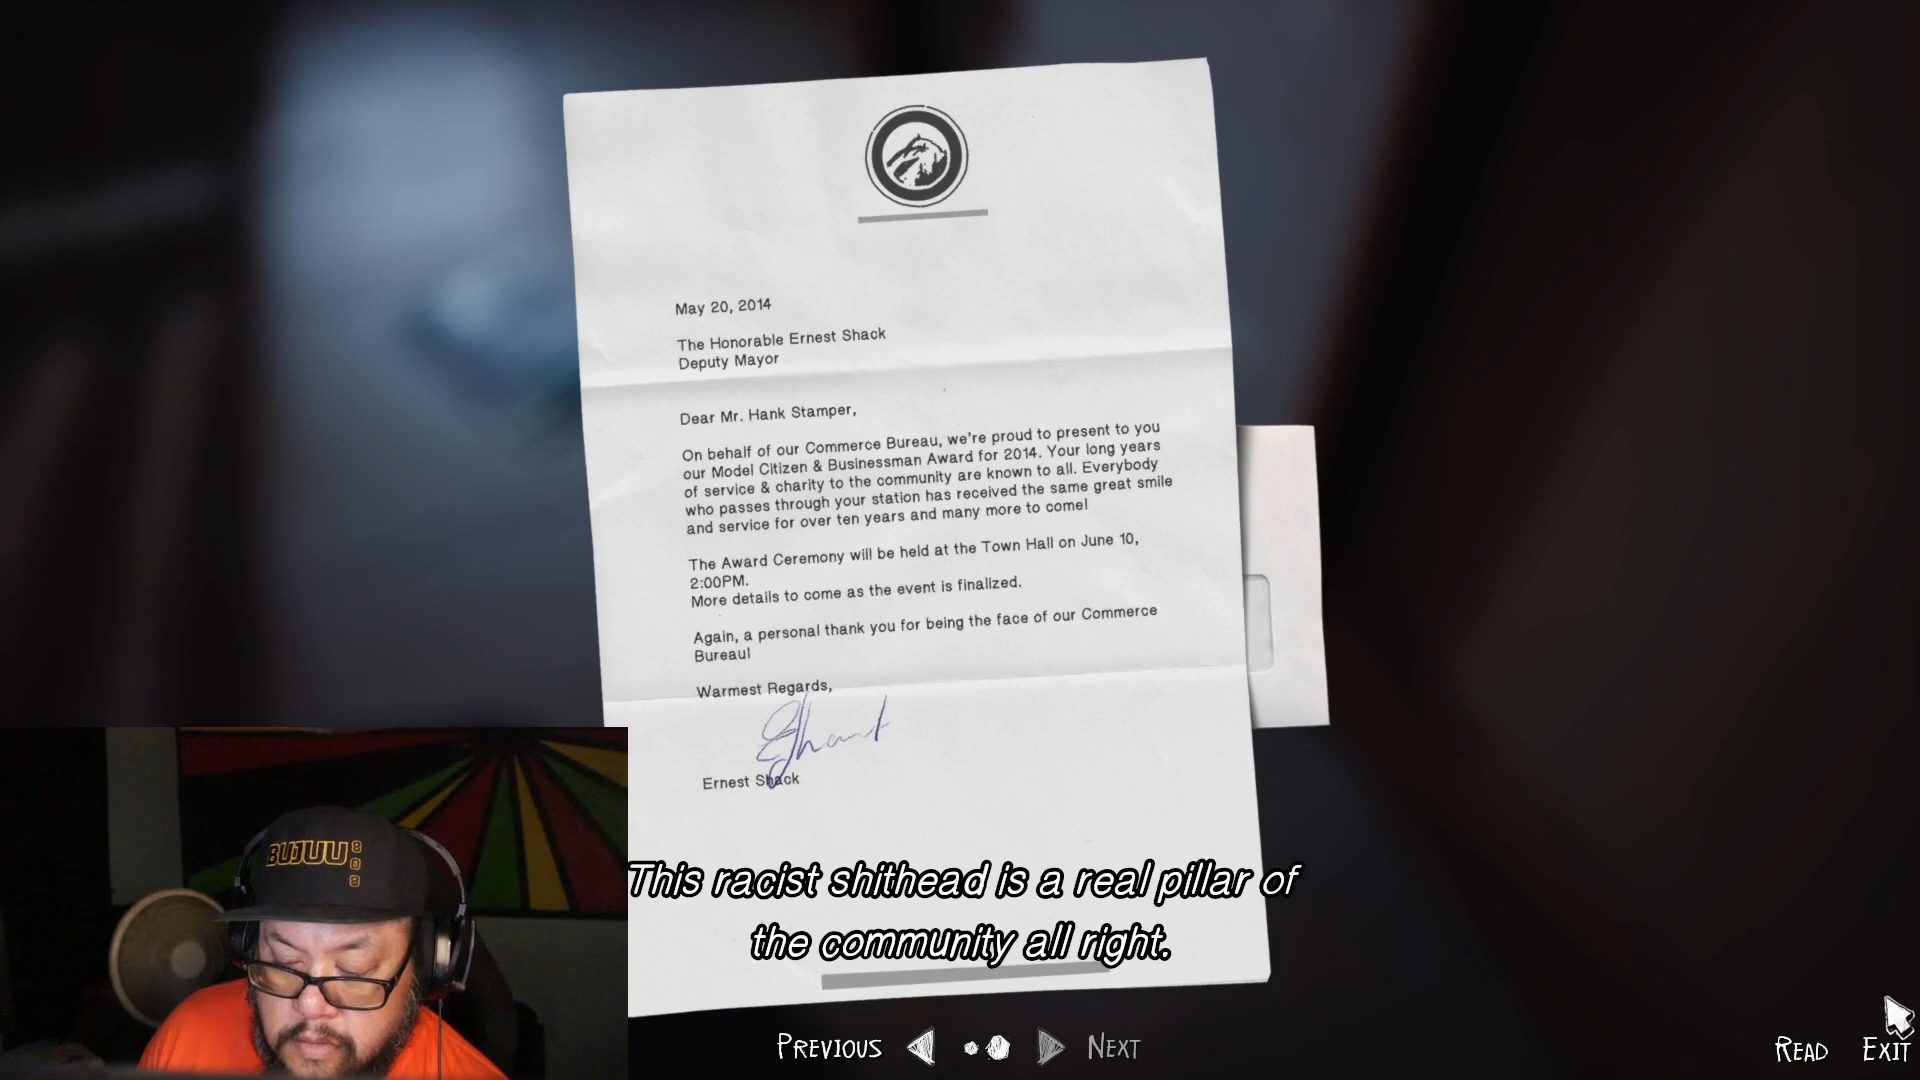 May 20, 2014
The Honorable Ernest Shack
Deputy Mayor
Dear Mr. Hank Stamper,
On behalf of our Commerce Bureau, we're proud to present to you
our Model Citizen & Businessman Award for 2014. Your long years
of service & charity to the community are known to all. Everybody
who passes through your station has received the same great smile
and service for over ten years and many more to come!
The Award Ceremony will be held at the Town Hall on June 10,
2:00PM.
More details to come as the event is finalized.
Again, a personal thank you for being the face of our Commerce
Bureau!
Warmest Regards,
Ernest Shack
BUJUU 808
This racist shithead is a real pillar of
the community all right.
PREVIOUS NEXT
READ EXIT